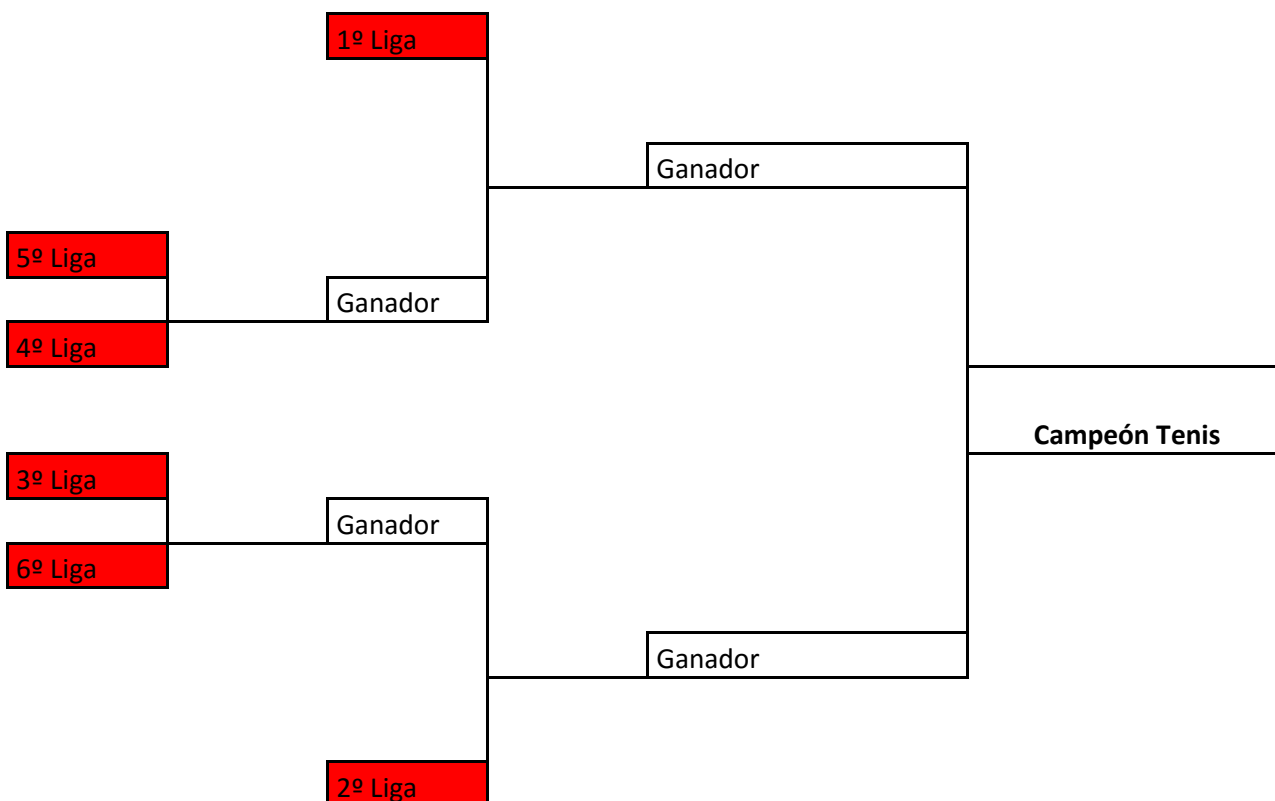 1º Liga
Ganador
5º Liga
Ganador
4º Liga
Campeón Tenis
3º Liga
Ganador
6º Liga
Ganador
2º Liga